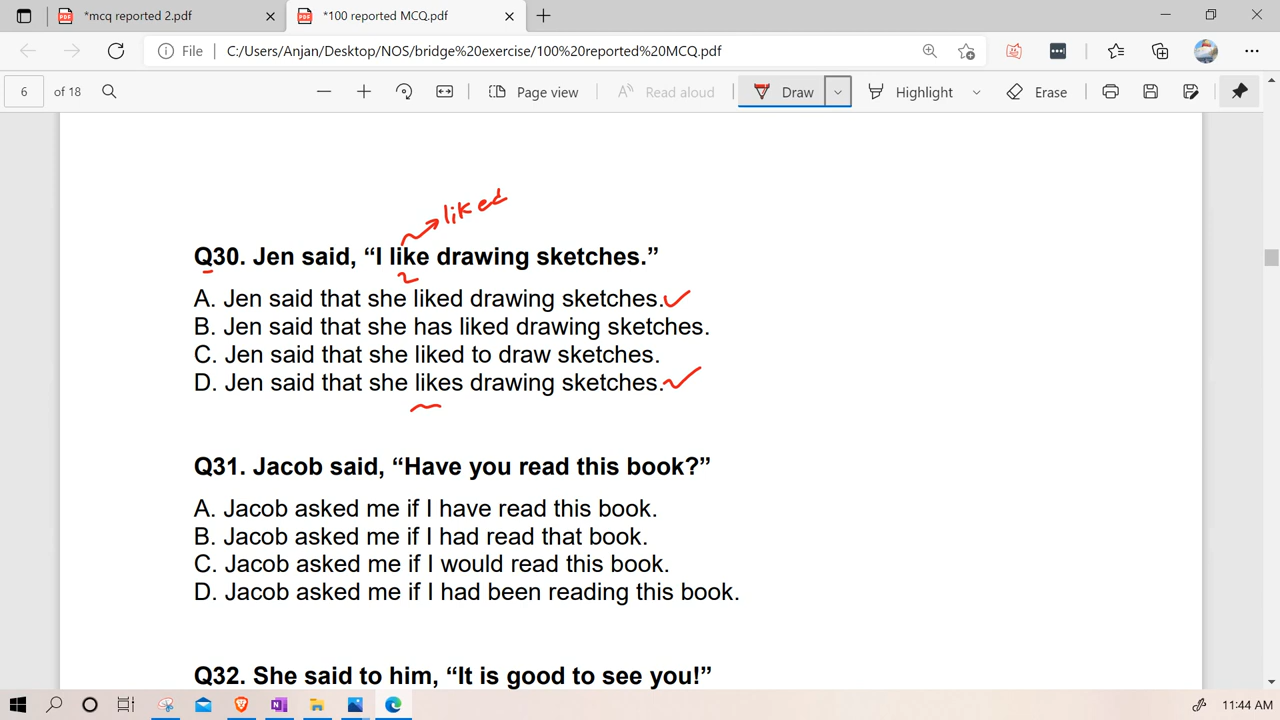 *mcq reported 2.pdf
*100 reported MCQ.pdf
File C:/Users/Anjan/Desktop/NOS/bridge%20exercise/100%20reported%20MCQ.pdf
6 of 18 Page view Read aloud Draw Highlight Erase
liked
Q30. Jen said, “I like drawing sketches.”
A. Jen said that she liked drawing sketches.
B. Jen said that she has liked drawing sketches.
C. Jen said that she liked to draw sketches.
D. Jen said that she likes drawing sketches.
Q31. Jacob said, “Have you read this book?”
A. Jacob asked me if I have read this book.
B. Jacob asked me if I had read that book.
C. Jacob asked me if I would read this book.
D. Jacob asked me if I had been reading this book.
Q32. She said to him, “It is good to see you!”
11:44 AM